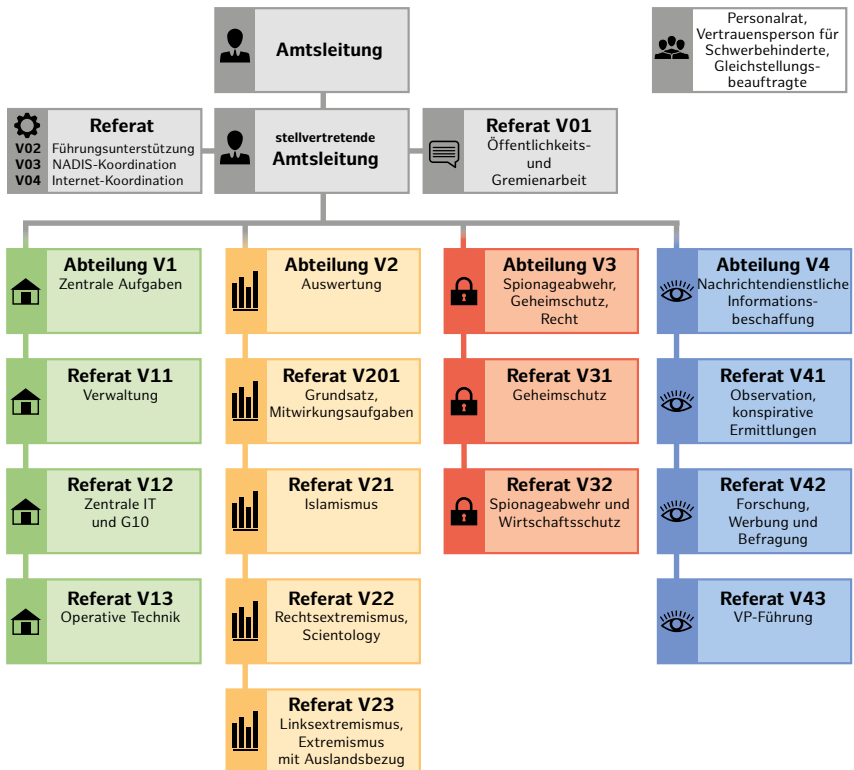 Amtsleitung
Personalrat,
Vertrauensperson für
Schwerbehinderte,
Gleichstellungs-
beauftragte
Referat
V02 Führungsunterstützung
V03 NADIS-Koordination
V04 Internet-Koordination
stellvertretende
Amtsleitung
Referat V01
Öffentlichkeits-
und
Gremienarbeit
Abteilung V1
Zentrale Aufgaben
Abteilung V2
Auswertung
Abteilung V3
Spionageabwehr,
Geheimschutz,
Recht
Abteilung V4
Nachrichtendienstliche
Informations-
beschaffung
Referat V11
Verwaltung
Referat V201
Grundsatz,
Mitwirkungsaufgaben
Referat V31
Geheimschutz
Referat V41
Observation,
konspirative
Ermittlungen
Referat V12
Zentrale IT
und G10
Referat V21
Islamismus
Referat V32
Spionageabwehr und
Wirtschaftsschutz
Referat V42
Forschung,
Werbung und
Befragung
Referat V13
Operative Technik
Referat V22
Rechtsextremismus,
Scientology
Referat V43
VP-Führung
Referat V23
Linksextremismus,
Extremismus
mit Auslandsbezug